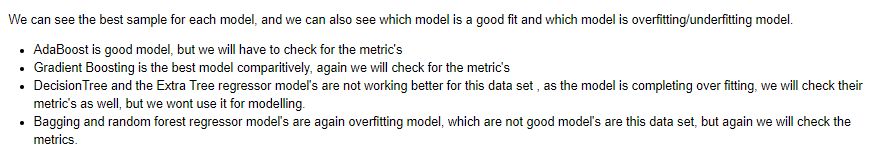 We can see the best sample for each model, and we can also see which model is a good fit and which model is overfitting/underfitting model.
• AdaBoost is good model, but we will have to check for the metric's
• Gradient Boosting is the best model comparitively, again we will check for the metric's
• DecisionTree and the Extra Tree regressor model's are not working better for this data set , as the model is completing over fitting, we will check their
metric's as well, but we wont use it for modelling.
• Bagging and random forest regressor model's are again overfitting model, which are not good model's are this data set, but again we will check the
metrics.